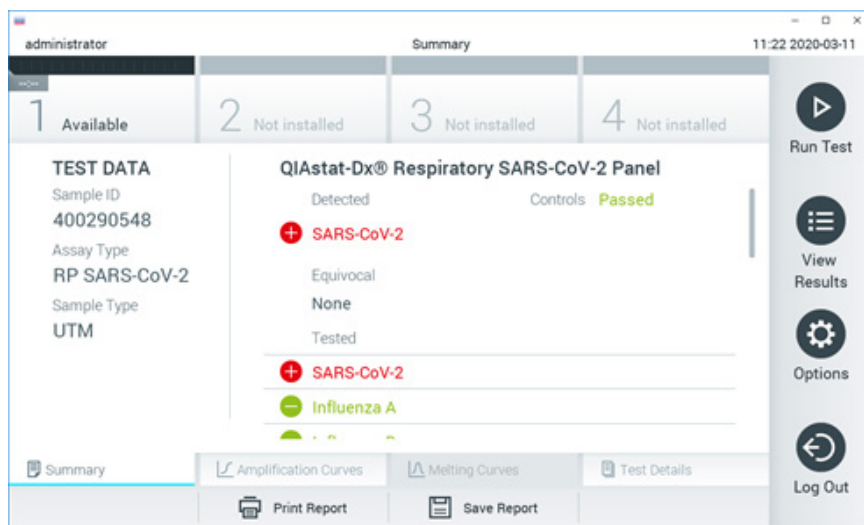 administrator Summary 11:22 2020-03-11
1 Available 2 Not installed 3 Not installed 4 Not installed
Run Test
TEST DATA
Sample ID
400290548
Assay Type
RP SARS-CoV-2
Sample Type
UTM
QIAstat-Dx® Respiratory SARS-CoV-2 Panel
Detected Controls Passed
SARS-CoV-2
Equivocal
None
Tested
SARS-CoV-2
Influenza A
View
Results
Options
Log Out
Summary Amplification Curves Melting Curves Test Details
Print Report Save Report